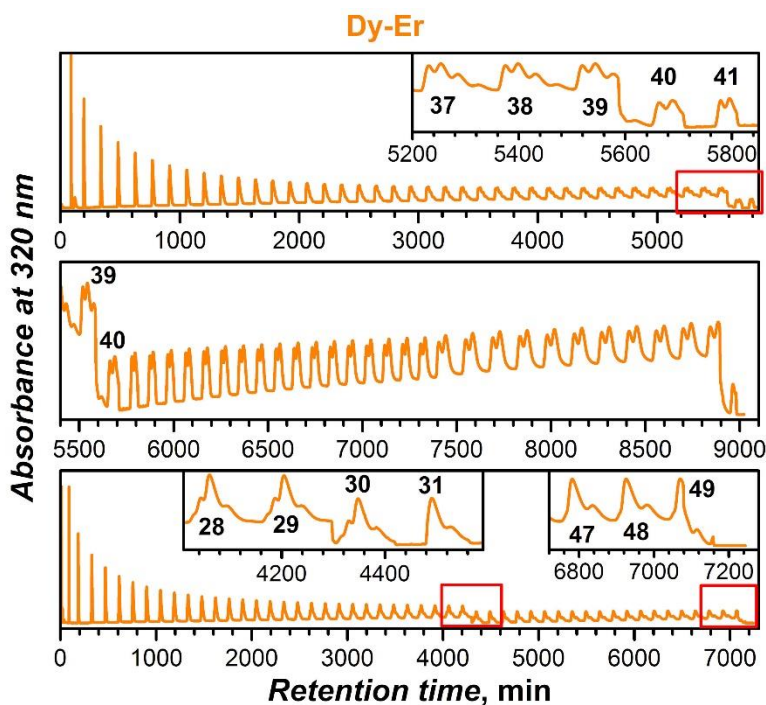 Dy-Er
Absorbance at 320 nm
37 38 39 40 41
5200 5400 5600 5800
0 1000 2000 3000 4000 5000
39
40
5400 6000 6500 7000 7500 8000 8500 9000
28 29 30 31
4200 4400
47 48 49
6800 7000 7200
0 1000 2000 3000 4000 5000 6000 7000
Retention time, min